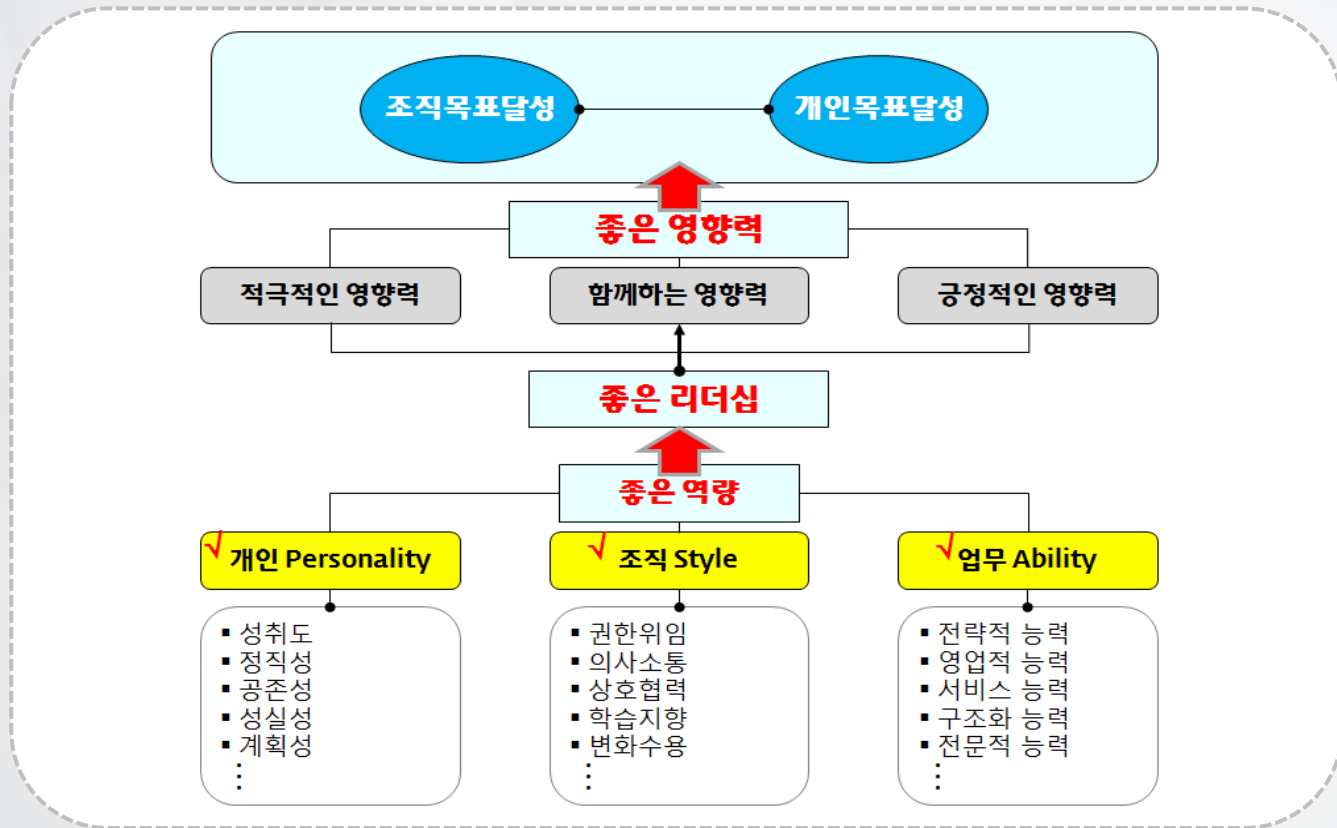 조직목표달성
개인목표달성
좋은 영향력
적극적인 영향력
함께하는 영향력
긍정적인 영향력
좋은 리더십
좋은 역량
√ 개인 Personality
√ 조직 Style
√ 업무 Ability
▪ 성취도
▪ 정직성
▪ 공존성
▪ 성실성
▪ 계획성
⋮
▪ 권한위임
▪ 의사소통
▪ 상호협력
▪ 학습지향
▪ 변화수용
⋮
▪ 전략적 능력
▪ 영업적 능력
▪ 서비스 능력
▪ 구조화 능력
▪ 전문적 능력
⋮